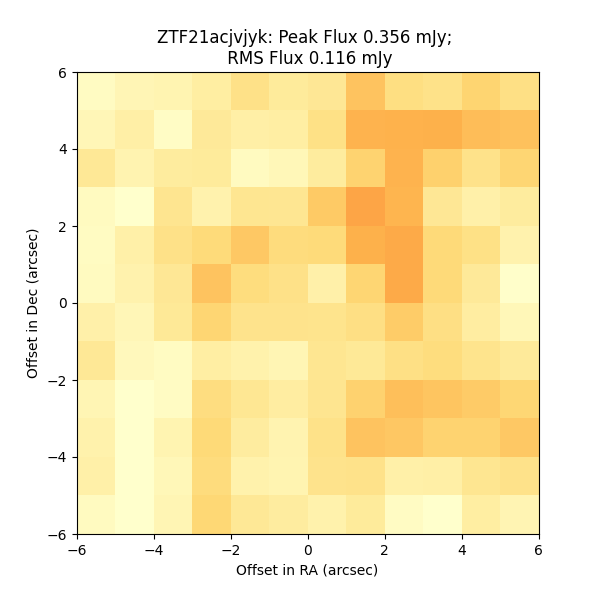 ZTF21acjvjyk: Peak Flux 0.356 mJy;
RMS Flux 0.116 mJy
6
4
2
0
−2
−4
−6
Offset in Dec (arcsec)
−6 −4 −2 0 2 4 6
Offset in RA (arcsec)